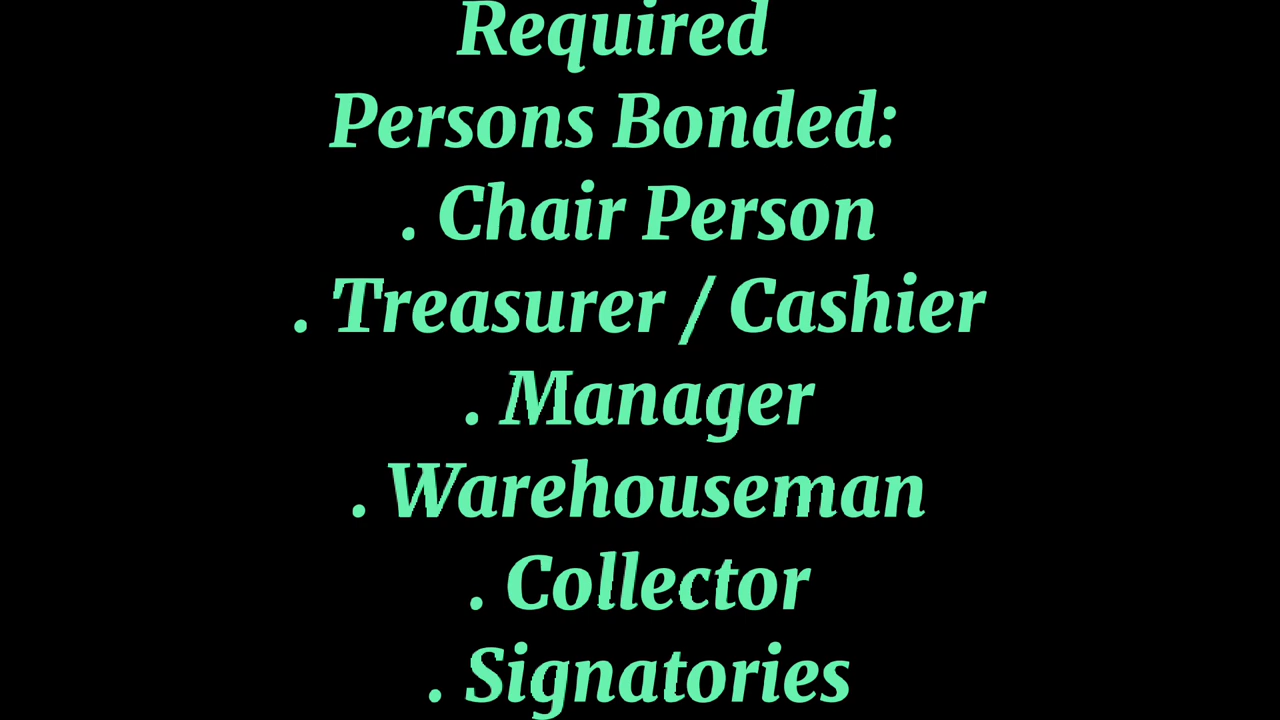 Required
Persons Bonded:
. Chair Person
. Treasurer / Cashier
. Manager
. Warehouseman
. Collector
. Signatories